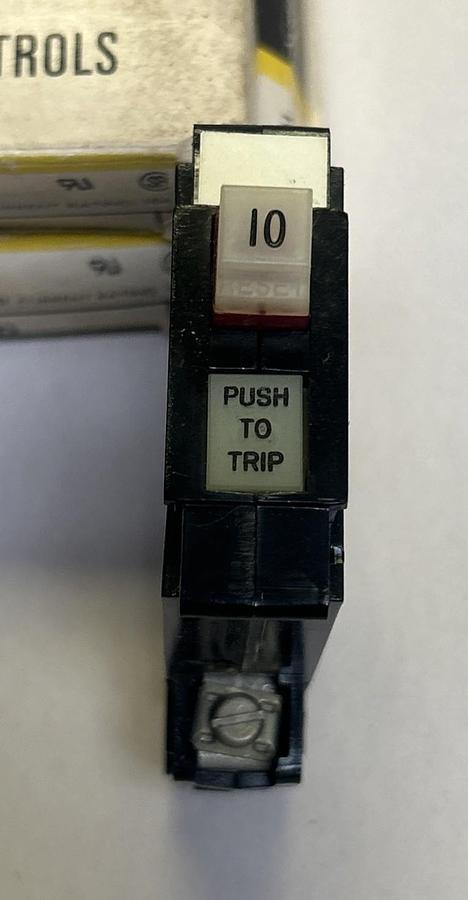 TROLS
10
RESET
PUSH
TO
TRIP